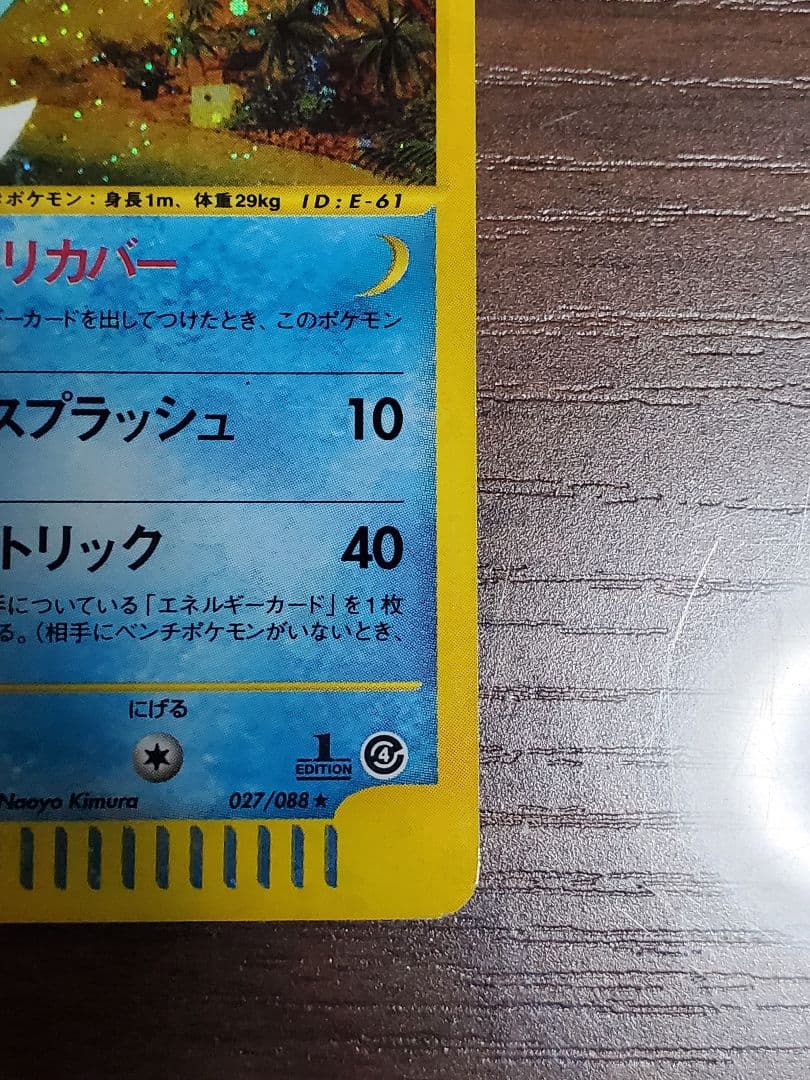 ポケモン：身長1m、体重29kg ID:E-61
リカバー
ーカードを出してつけたとき、このポケモン
スプラッシュ 10
トリック 40
についている「エネルギーカード」を1枚
る。（相手にベンチポケモンがいないとき、
にげる
1
EDITION 4
Naoyo Kimura 027/088★